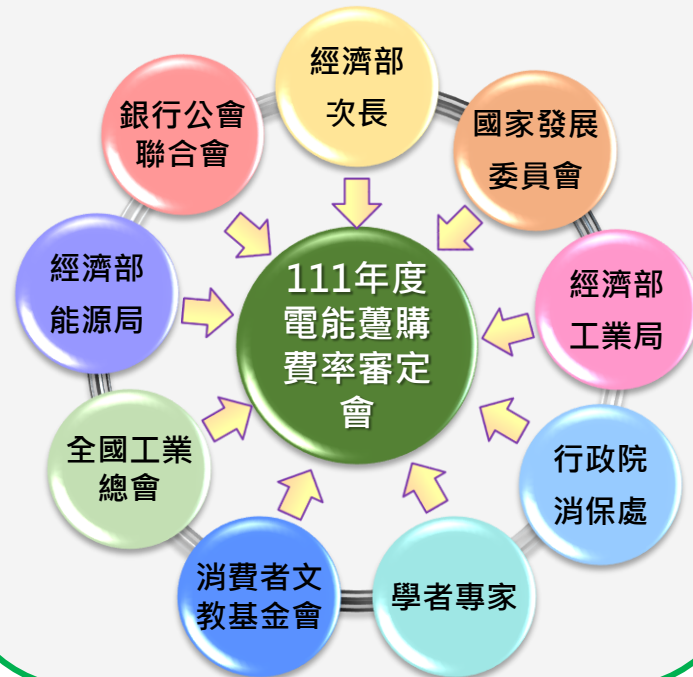 經濟部
次長
國家發展
委員會
經濟部
工業局
行政院
消保處
學者專家
消費者文
教基金會
全國工業
總會
經濟部
能源局
銀行公會
聯合會
111年度
電能躉購
費率審定
會